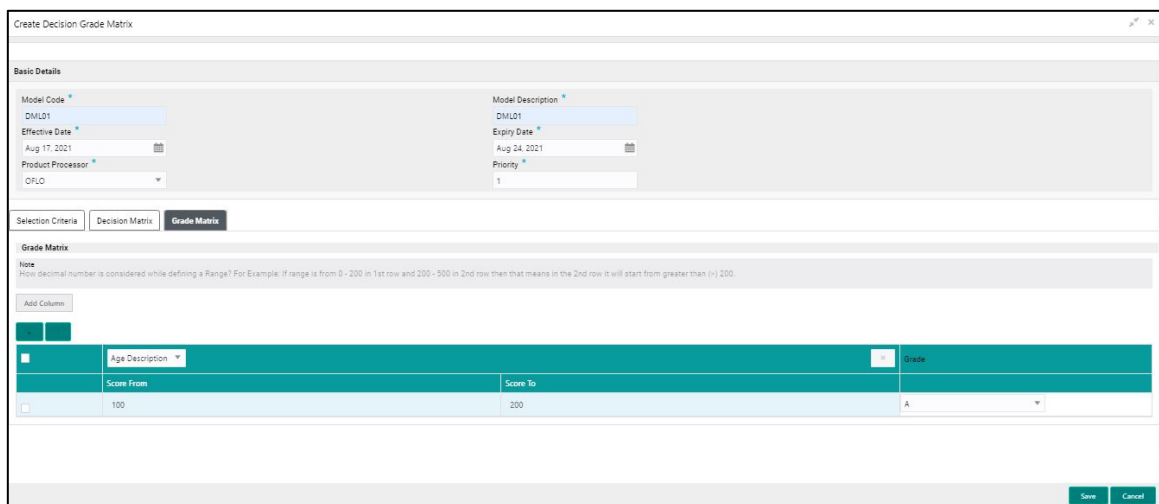 Create Decision Grade Matrix
Basic Details
Model Code *
Model Description *
DML01
DML01
Effective Date *
Expiry Date *
Aug 17, 2021
Aug 24, 2021
Product Processor *
Priority *
OFLO
1
Selection Criteria
Decision Matrix
Grade Matrix
Grade Matrix
Note
How decimal number is considered while defining a Range? For Example: If range is from 0 - 200 in 1st row and 200 - 500 in 2nd row then that means in the 2nd row it will start from greater than (>) 200.
Add Column
Age Description
Grade
Score From
Score To
100
200
A
Save
Cancel